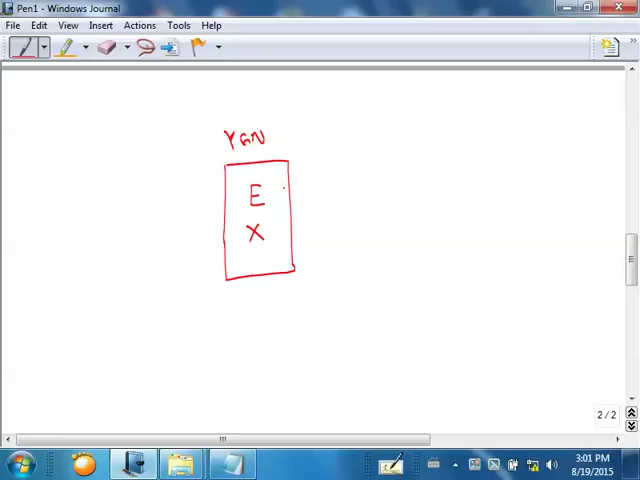 Pen1 - Windows Journal
File Edit View Insert Actions Tools Help
YGN
E
X
2 / 2
3:01 PM
8/19/2015